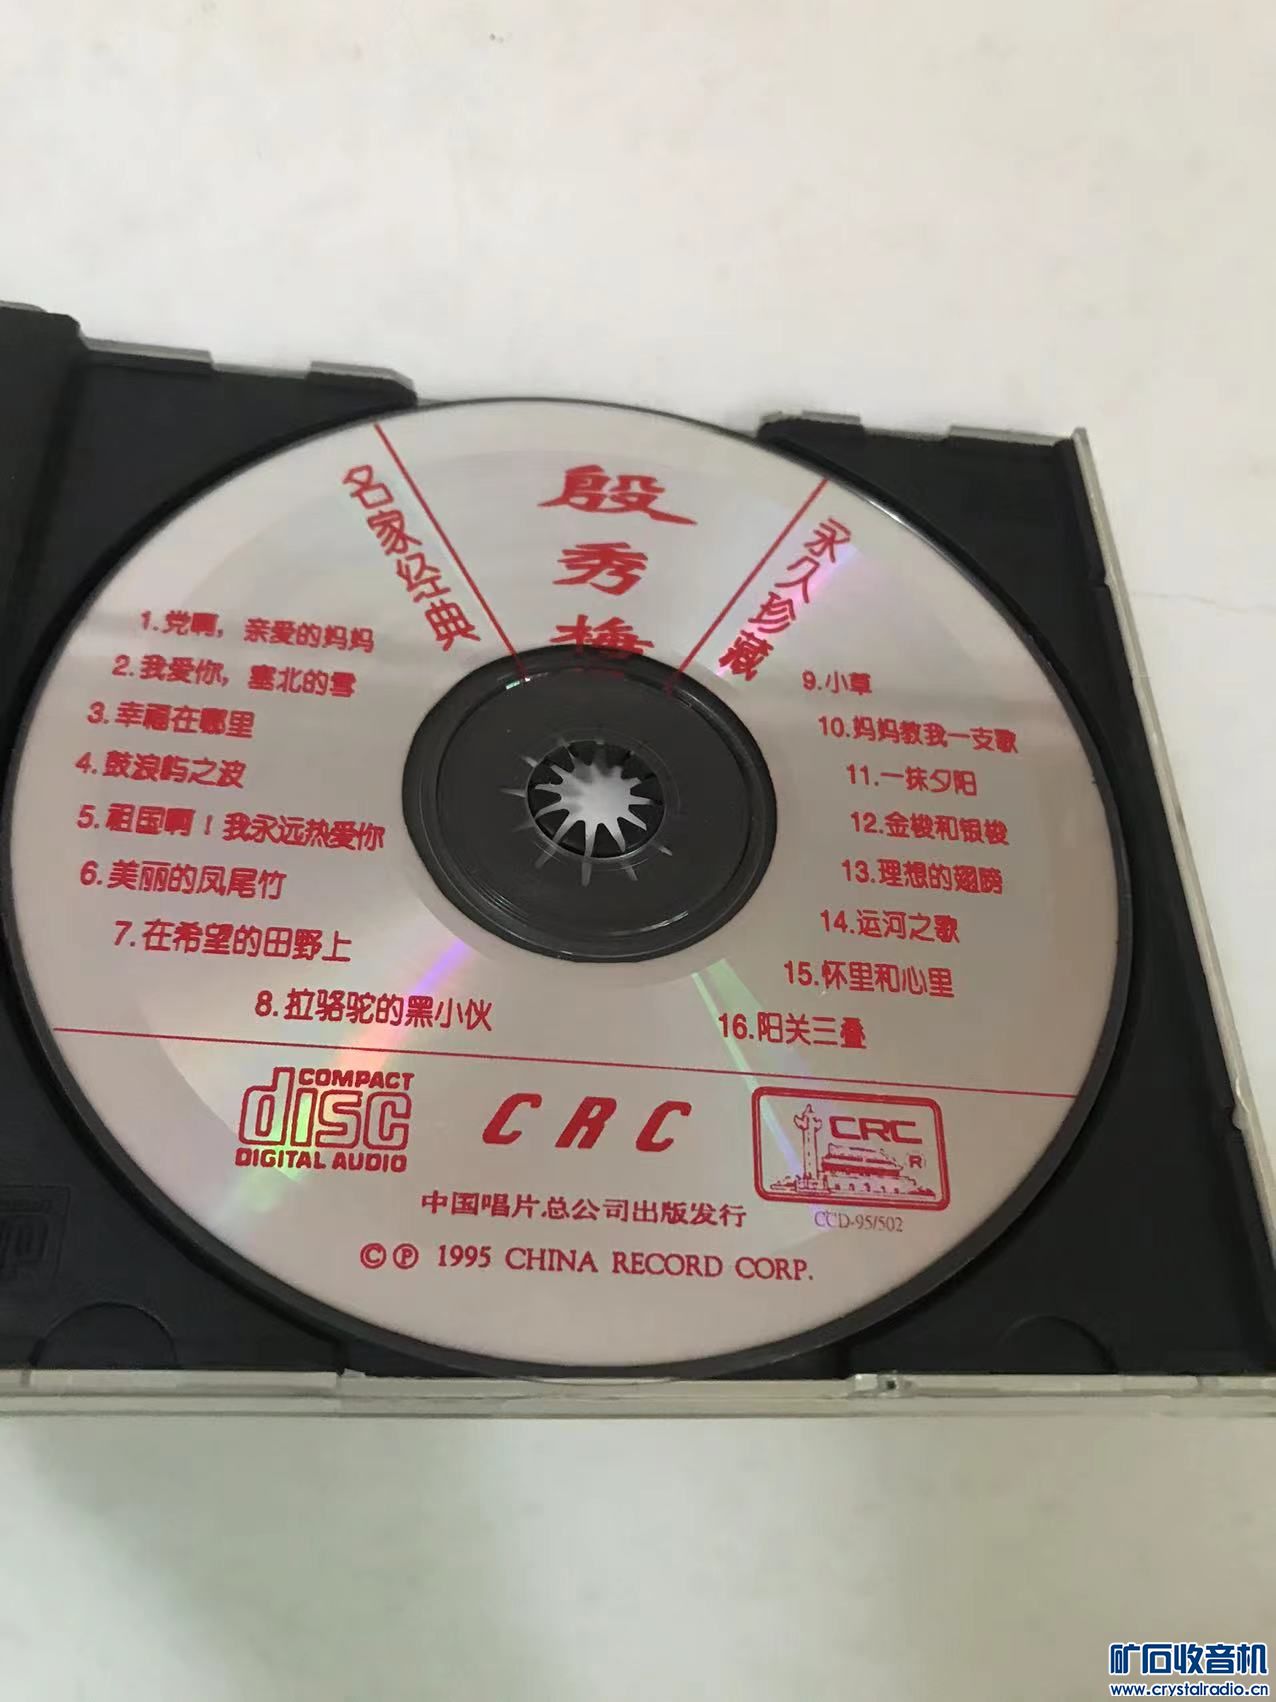 殷秀梅
名家经典
永久珍藏
1.党啊，亲爱的妈妈
2.我爱你，塞北的雪
3.幸福在哪里
4.鼓浪屿之波
5.祖国啊！我永远热爱你
6.美丽的凤尾竹
7.在希望的田野上
8.拉骆驼的黑小伙
9.小草
10.妈妈教我一支歌
11.一抹夕阳
12.金梭和银梭
13.理想的翅膀
14.运河之歌
15.怀里和心里
16.阳关三叠
COMPACT
disc
DIGITAL AUDIO
CRC
CRC
R
CCD-95/502
中国唱片总公司出版发行
©℗ 1995 CHINA RECORD CORP.
矿石收音机
www.crystalradio.cn